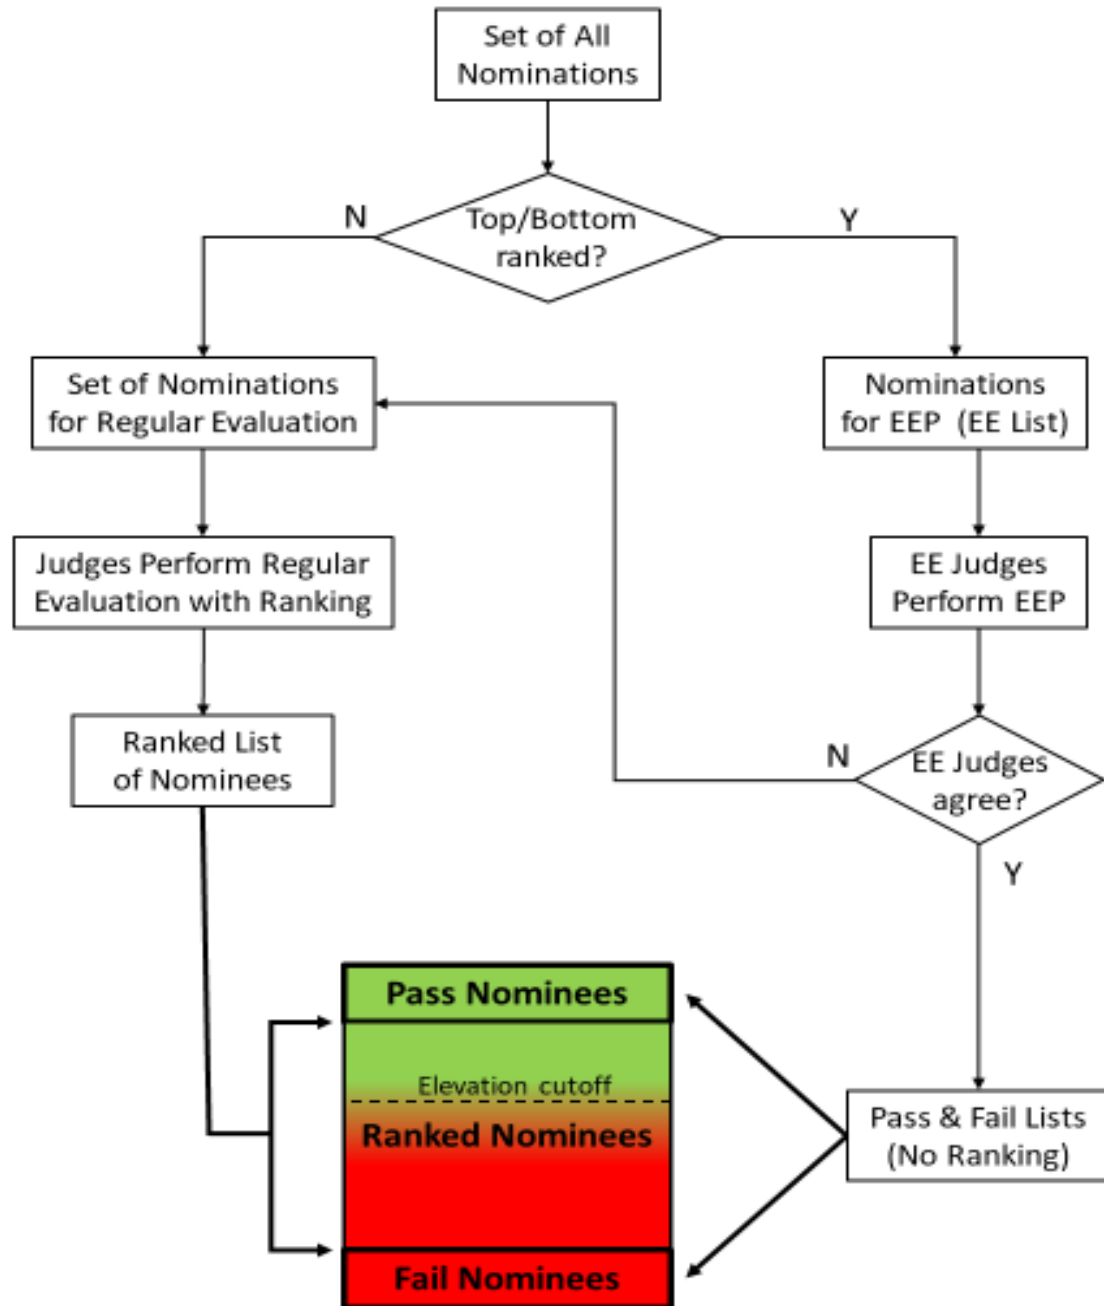 Set of All
Nominations
N
Top/Bottom
ranked?
Y
Set of Nominations
for Regular Evaluation
Nominations
for EEP (EE List)
Judges Perform Regular
Evaluation with Ranking
EE Judges
Perform EEP
Ranked List
of Nominees
N
EE Judges
agree?
Y
Pass Nominees
Elevation cutoff
Ranked Nominees
Fail Nominees
Pass & Fail Lists
(No Ranking)